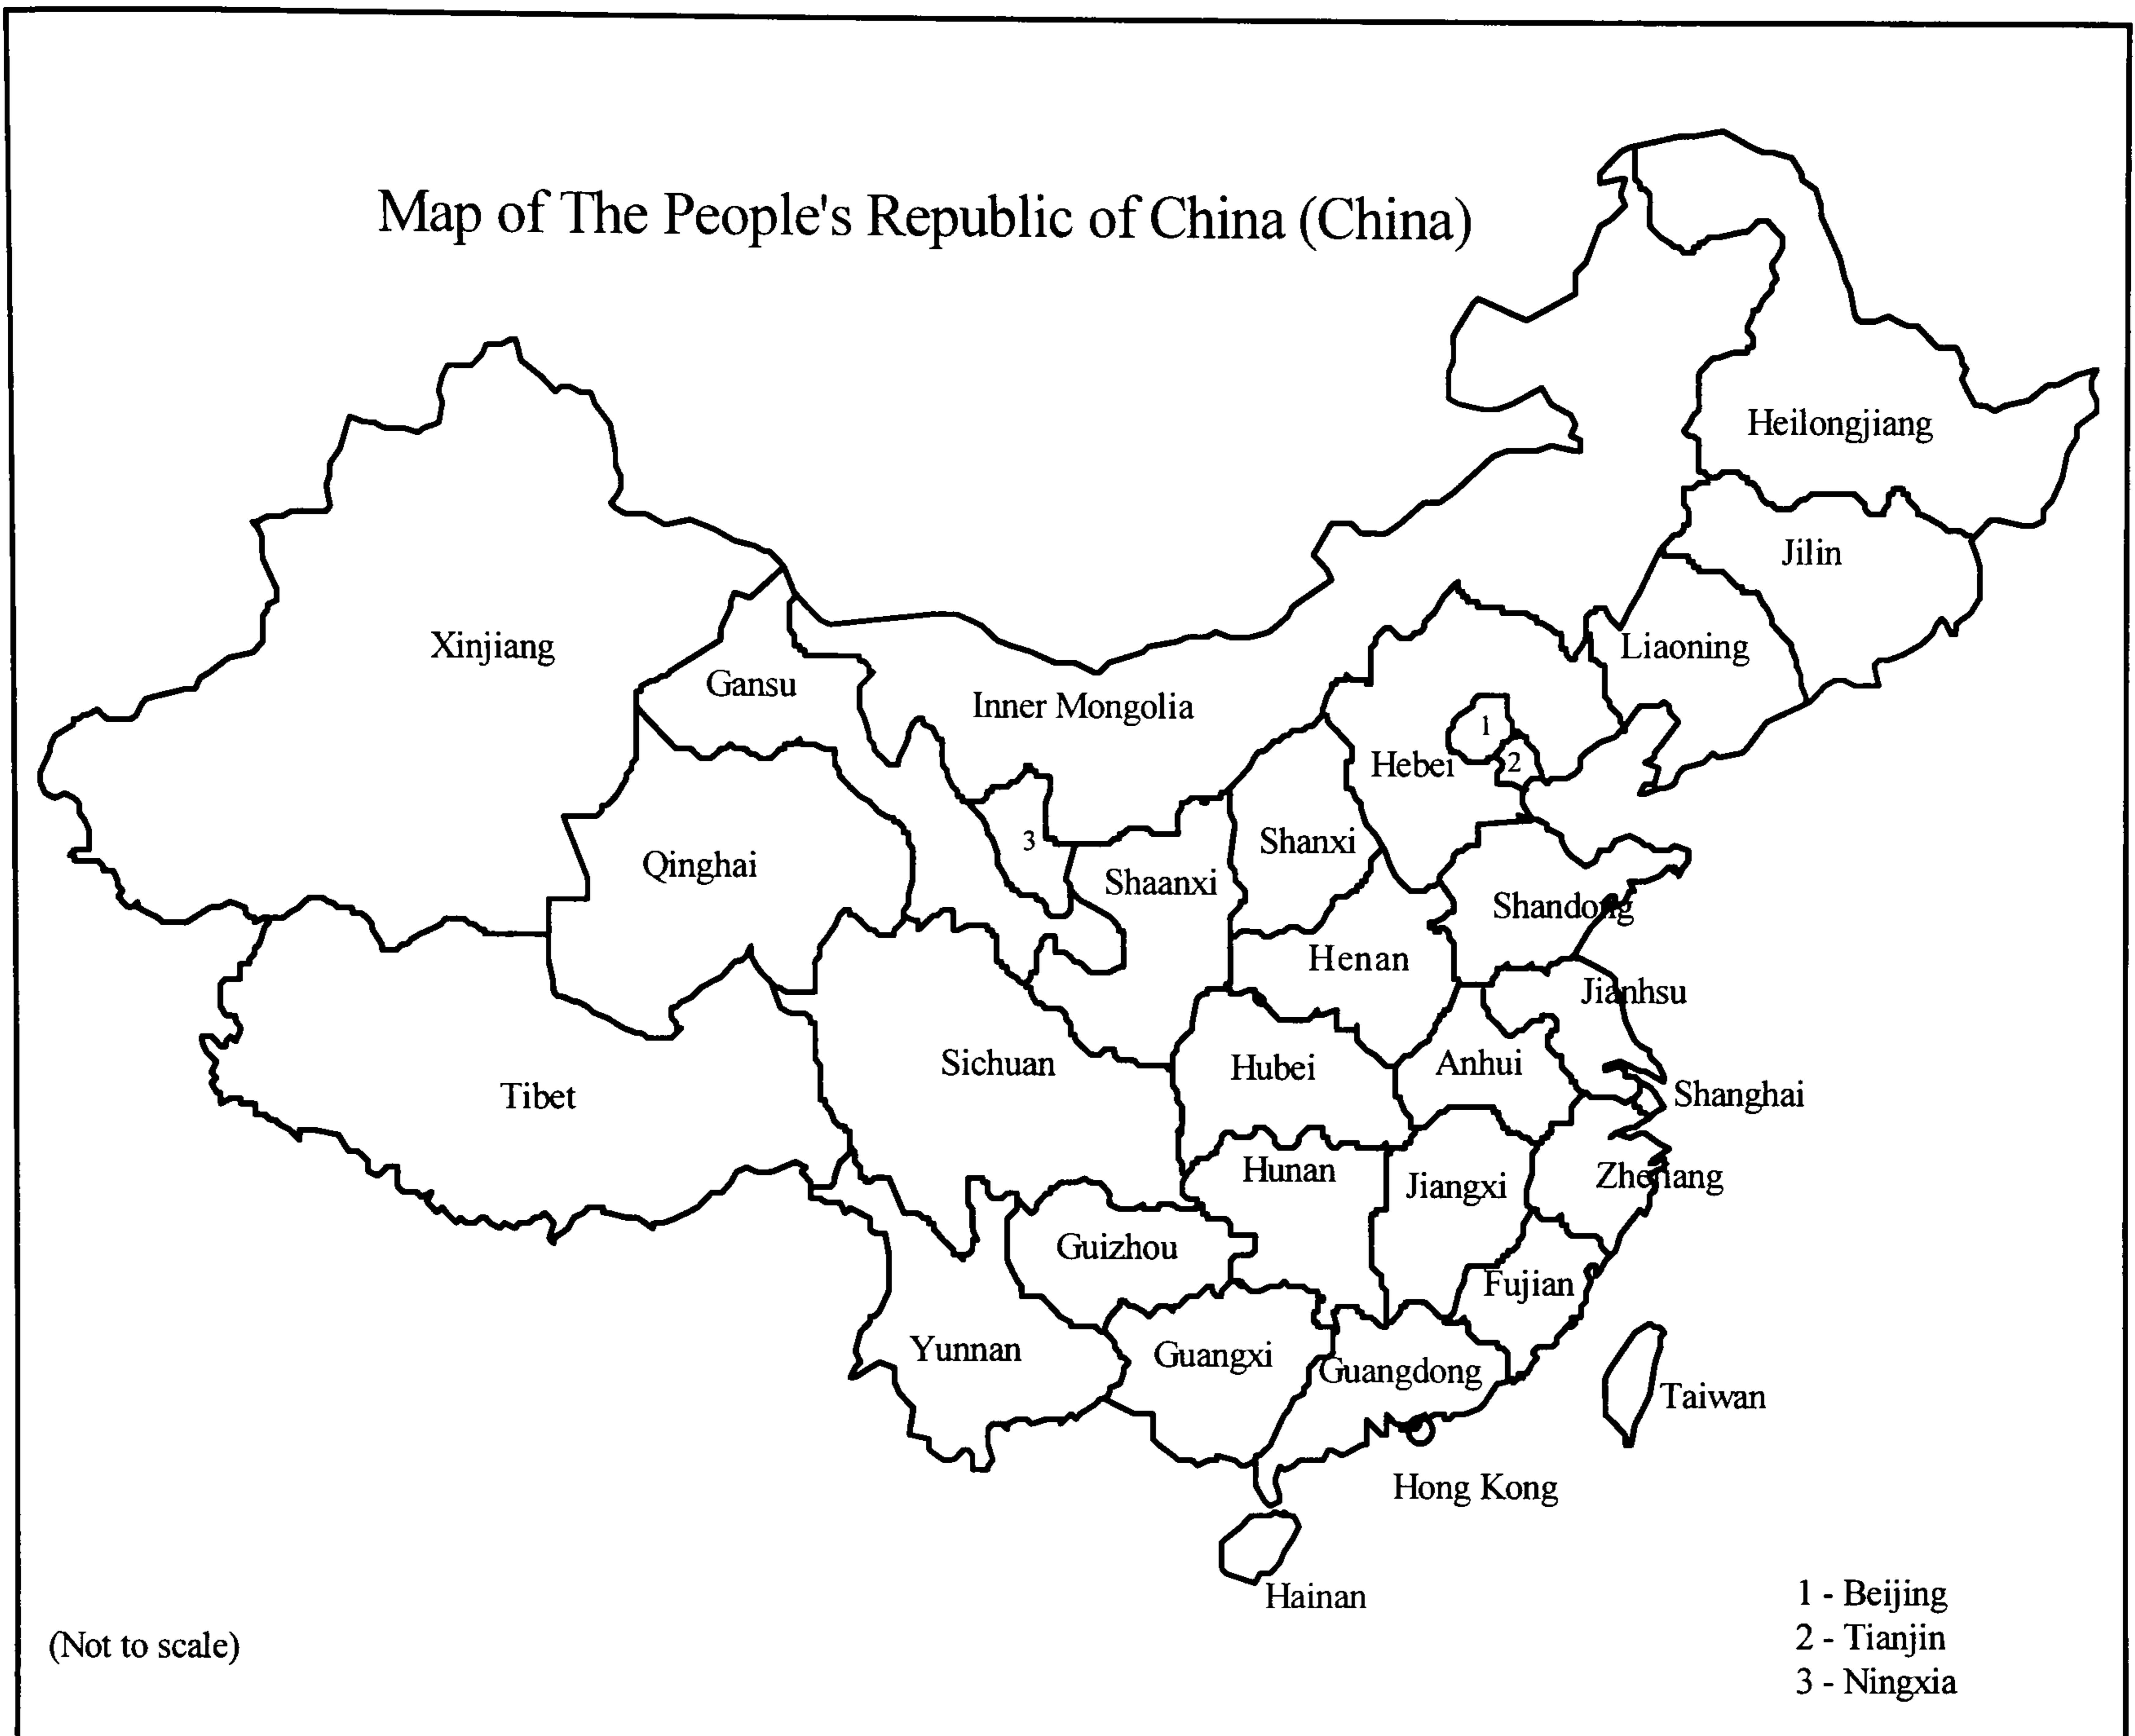 Map of The People's Republic of China (China)
Heilongjiang
Jilin
Xinjiang
Liaoning
Gansu
Inner Mongolia
1
Hebei
2
3
Shanxi
Qinghai
Shaanxi
Shandong
Henan
Jianhsu
Sichuan
Hubei
Anhui
Tibet
Shanghai
Hunan
Jiangxi
Guizhou
Fujian
Yunnan
Guangxi
Guangdong
Taiwan
Hong Kong
Hainan
1 - Beijing
2 - Tianjin
3 - Ningxia
(Not to scale)